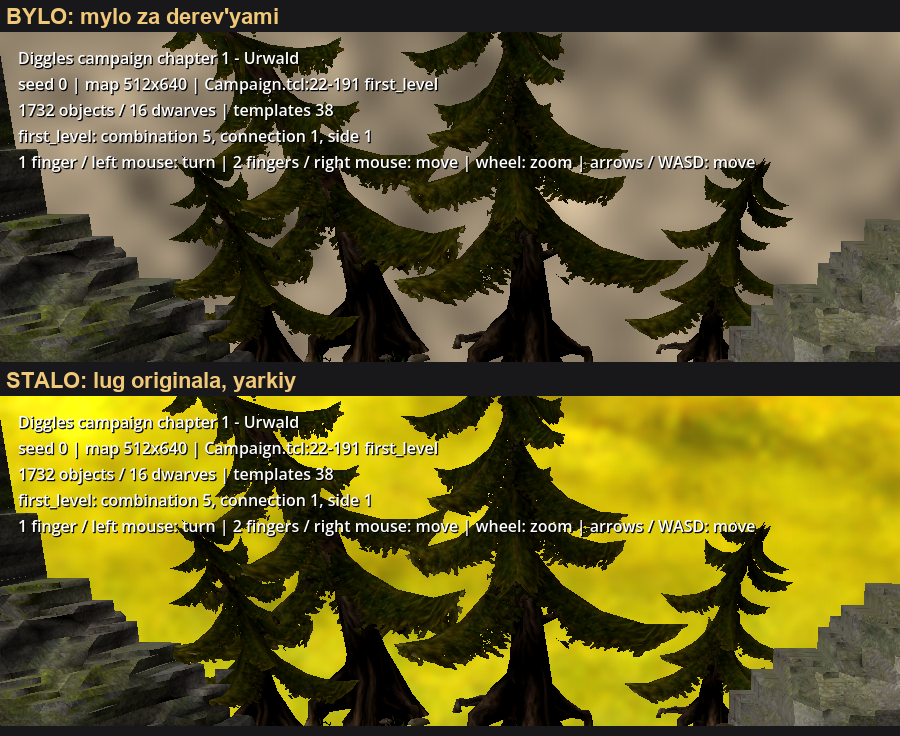 BYLO: mylo za derev'yami
Diggles campaign chapter 1 - Urwald
seed 0 | map 512x640 | Campaign.tcl:22-191 first_level
1732 objects / 16 dwarves | templates 38
first_level: combination 5, connection 1, side 1
1 finger / left mouse: turn | 2 fingers / right mouse: move | wheel: zoom | arrows / WASD: move
STALO: lug originala, yarkiy
Diggles campaign chapter 1 - Urwald
seed 0 | map 512x640 | Campaign.tcl:22-191 first_level
1732 objects / 16 dwarves | templates 38
first_level: combination 5, connection 1, side 1
1 finger / left mouse: turn | 2 fingers / right mouse: move | wheel: zoom | arrows / WASD: move